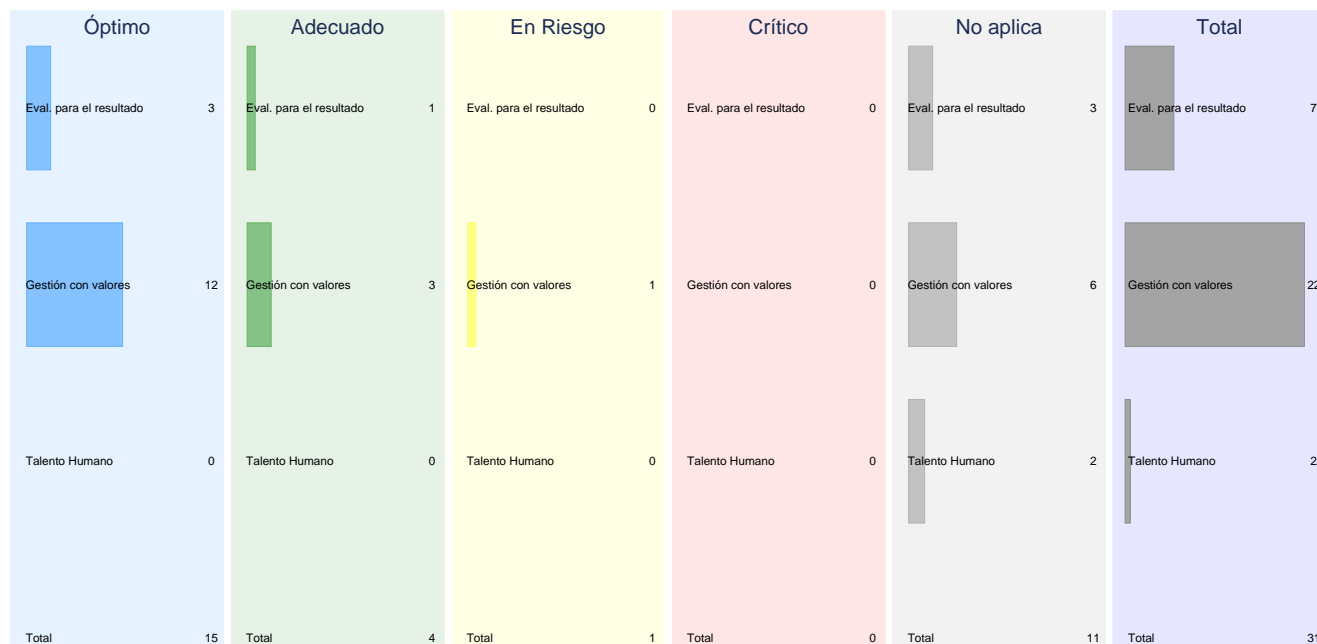 Óptimo Adecuado En Riesgo Crítico No aplica Total
Eval. para el resultado 3 Eval. para el resultado 1 Eval. para el resultado 0 Eval. para el resultado 0 Eval. para el resultado 3 Eval. para el resultado 7
Gestión con valores 12 Gestión con valores 3 Gestión con valores 1 Gestión con valores 0 Gestión con valores 6 Gestión con valores 22
Talento Humano 0 Talento Humano 0 Talento Humano 0 Talento Humano 0 Talento Humano 2 Talento Humano 2
Total 15 Total 4 Total 1 Total 0 Total 11 Total 31